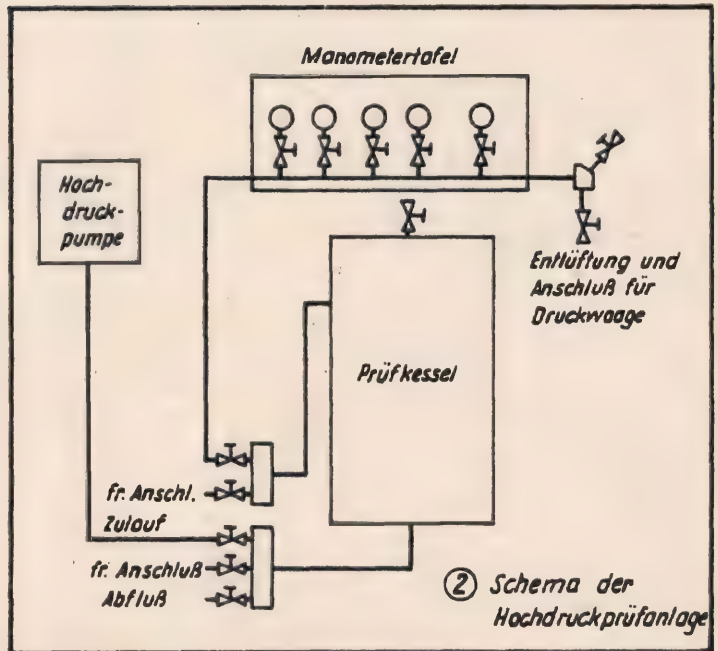 Manometertafel
Hoch-
druck-
pumpe
Entlüftung und
Anschluß für
Druckwaage
Prüfkessel
fr. Anschl.
Zulauf
fr. Anschluß
Abfluß
② Schema der
Hochdruckprüfanlage